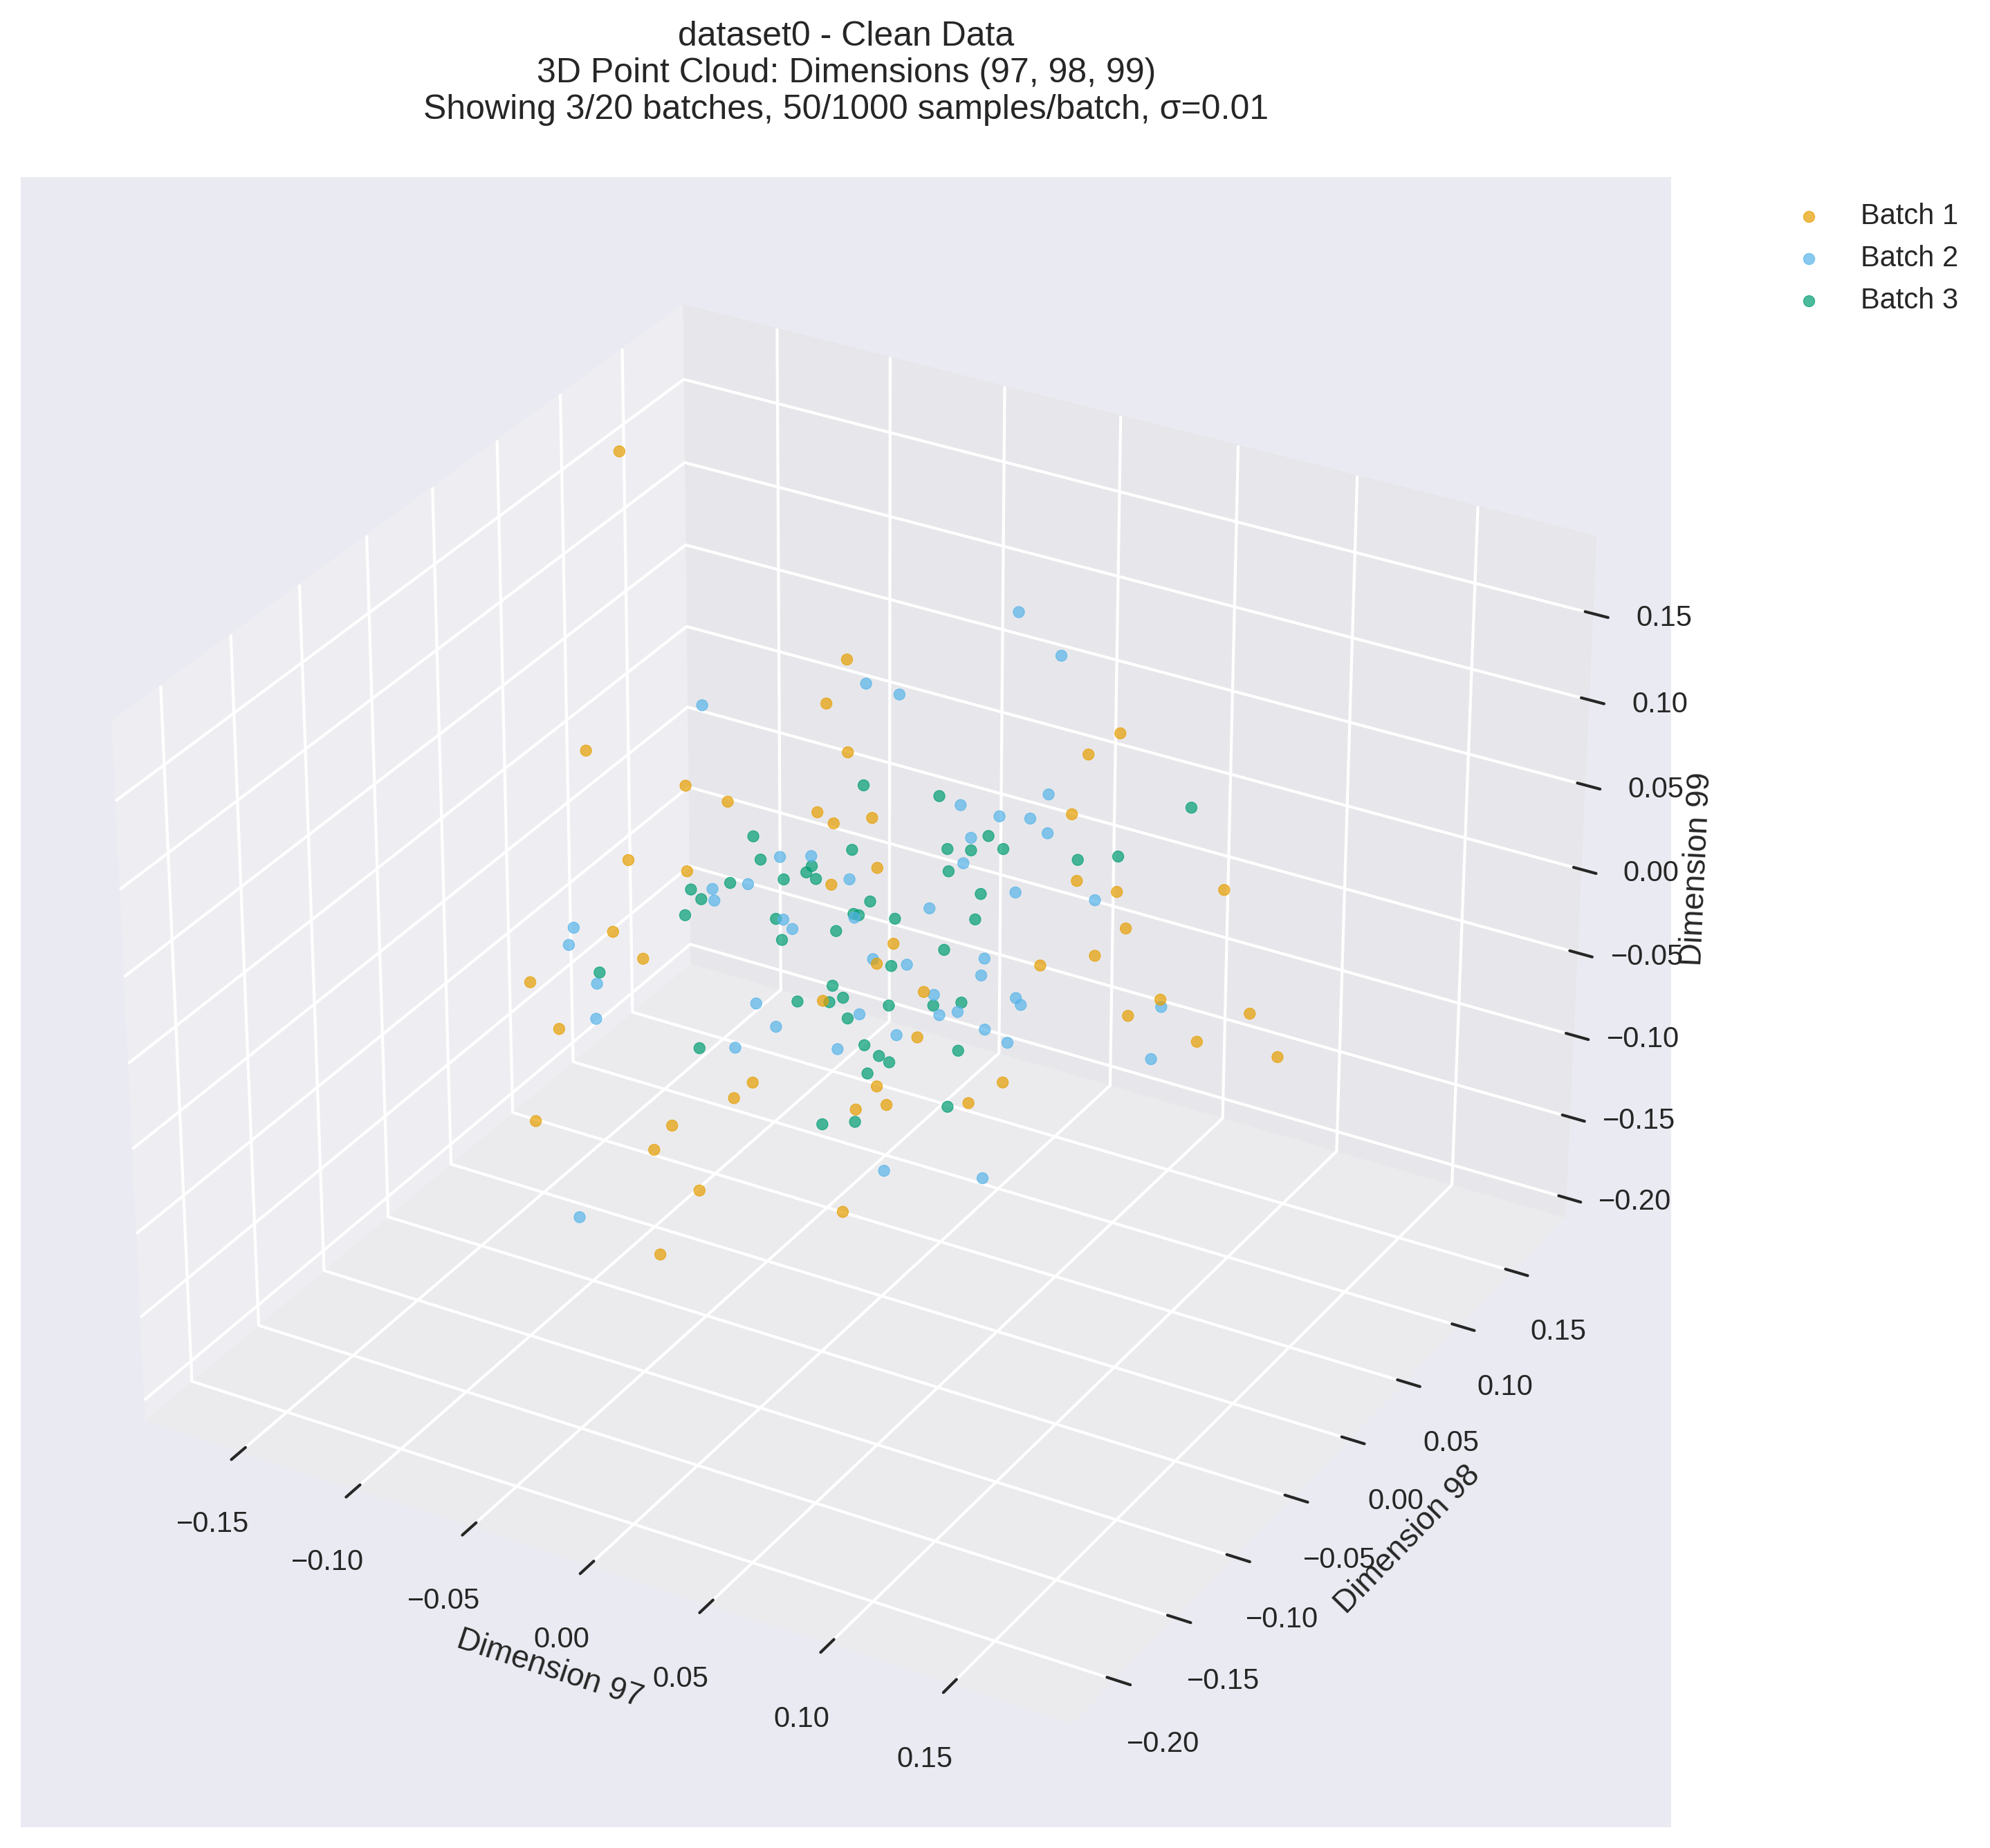 dataset0 - Clean Data
3D Point Cloud: Dimensions (97, 98, 99)
Showing 3/20 batches, 50/1000 samples/batch, σ=0.01
Batch 1
Batch 2
Batch 3
0.15
0.10
0.05
0.00
−0.05
−0.10
−0.15
−0.20
Dimension 99
0.15
0.10
0.05
0.00
−0.05
−0.10
−0.15
−0.20
Dimension 98
−0.15
−0.10
−0.05
0.00
0.05
0.10
0.15
Dimension 97